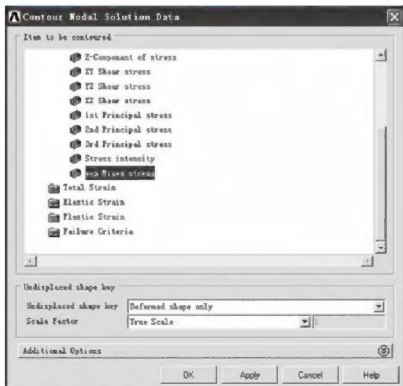 Contour Nodal Solution Data
Item to be contoured
Z-Component of stress
XY Shear stress
YZ Shear stress
XZ Shear stress
1st Principal stress
2nd Principal stress
3rd Principal stress
Stress intensity
von Mises stress
Total Strain
Elastic Strain
Plastic Strain
Failure Criteria
Undisplaced shape key
Undisplaced shape key Deformed shape only
Scale Factor True Scale
Additional Options
OK Apply Cancel Help